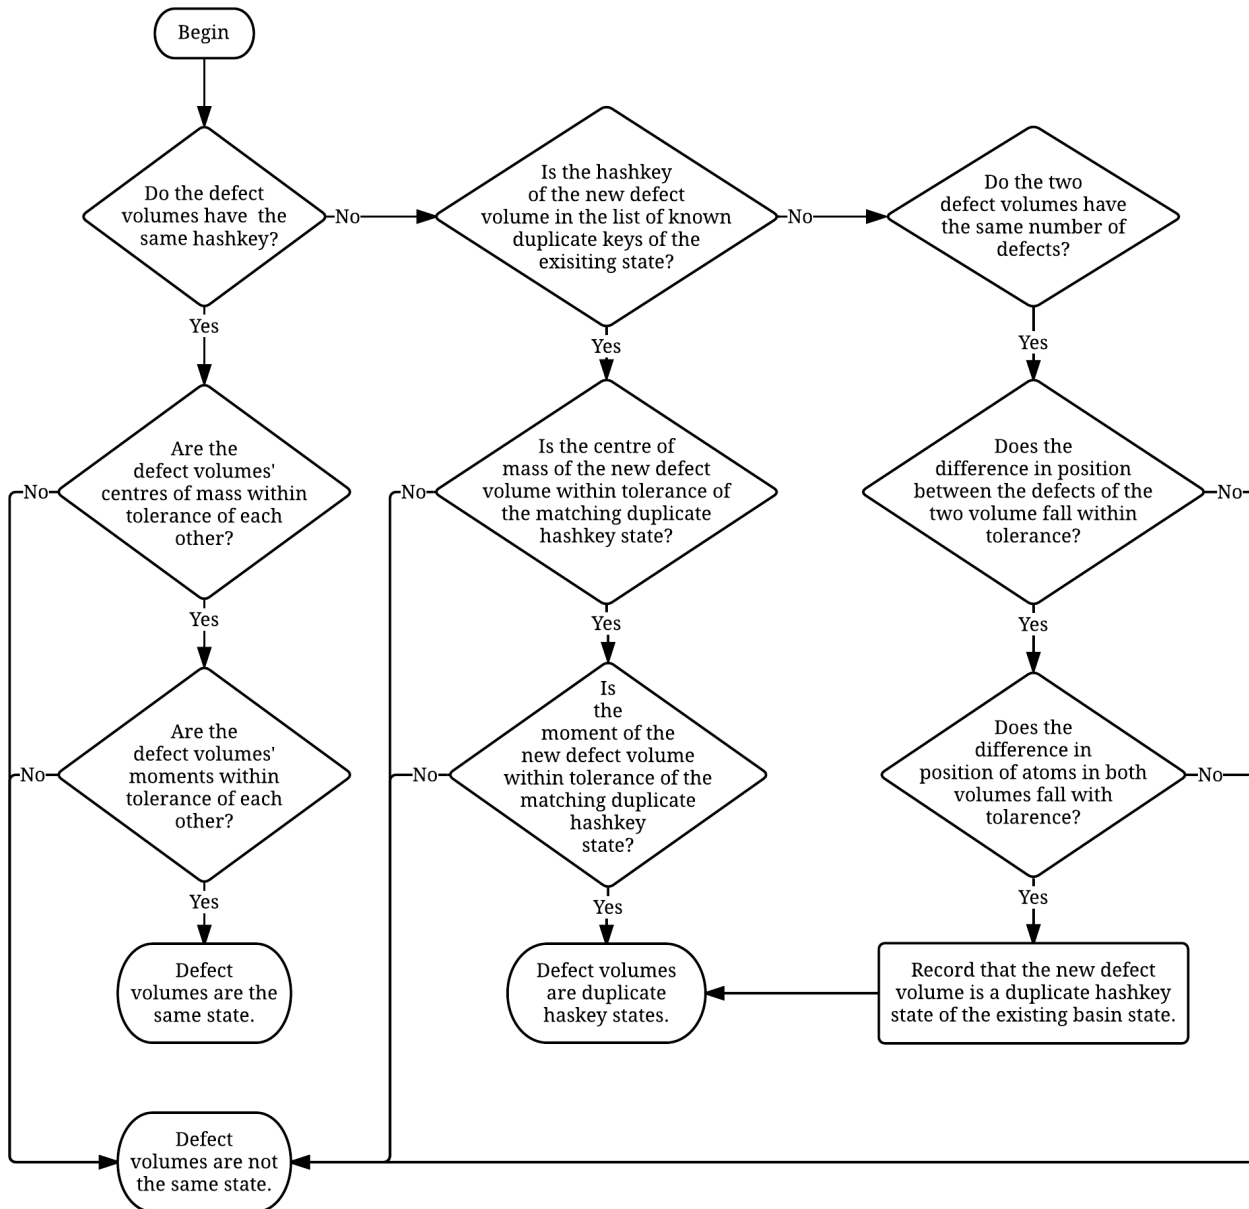 Begin
Do the defect
volumes have the
same hashkey?
No
Is the hashkey
of the new defect
volume in the list of known
duplicate keys of the
exisiting state?
No
Do the two
defect volumes have
the same number of
defects?
Yes
Yes
Yes
Are the
defect volumes'
centres of mass within
tolerance of each
other?
No
Is the centre of
mass of the new defect
volume within tolerance of
the matching duplicate
hashkey state?
No
Does the
difference in position
between the defects of the
two volume fall within
tolerance?
No
Yes
Yes
Yes
Are the
defect volumes'
moments within
tolerance of each
other?
No
Is
the
moment of the
new defect volume
within tolerance of the
matching duplicate
hashkey
state?
No
Does the
difference in
position of atoms in both
volumes fall with
tolarence?
No
Yes
Yes
Yes
Defect
volumes are the
same state.
Defect volumes
are duplicate
haskey states.
Record that the new defect
volume is a duplicate hashkey
state of the existing basin state.
Defect
volumes are not
the same state.